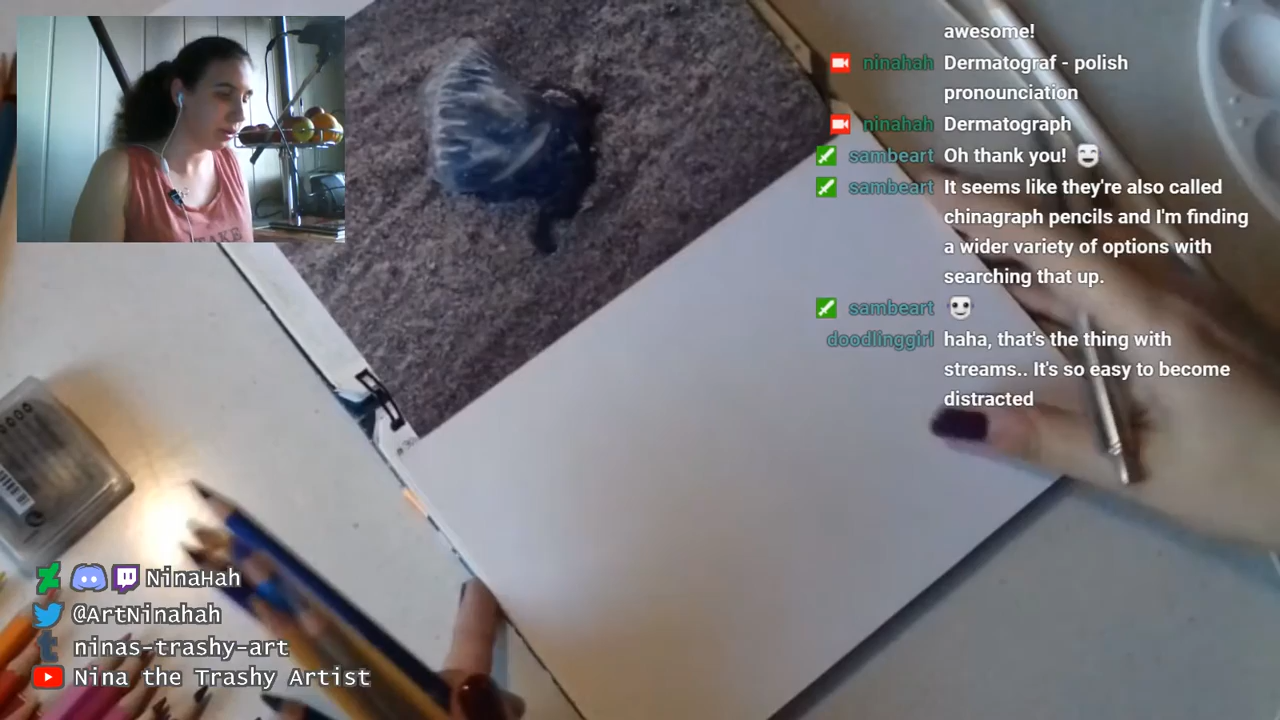 TAKE
awesome!
ninahah Dermatograf - polish
pronounciation
ninahah Dermatograph
sambeart Oh thank you!
sambeart It seems like they're also called
chinagraph pencils and I'm finding
a wider variety of options with
searching that up.
sambeart
doodlinggirl haha, that's the thing with
streams.. It's so easy to become
distracted
NinaHah
@ArtNinahah
ninas-trashy-art
Nina the Trashy Artist